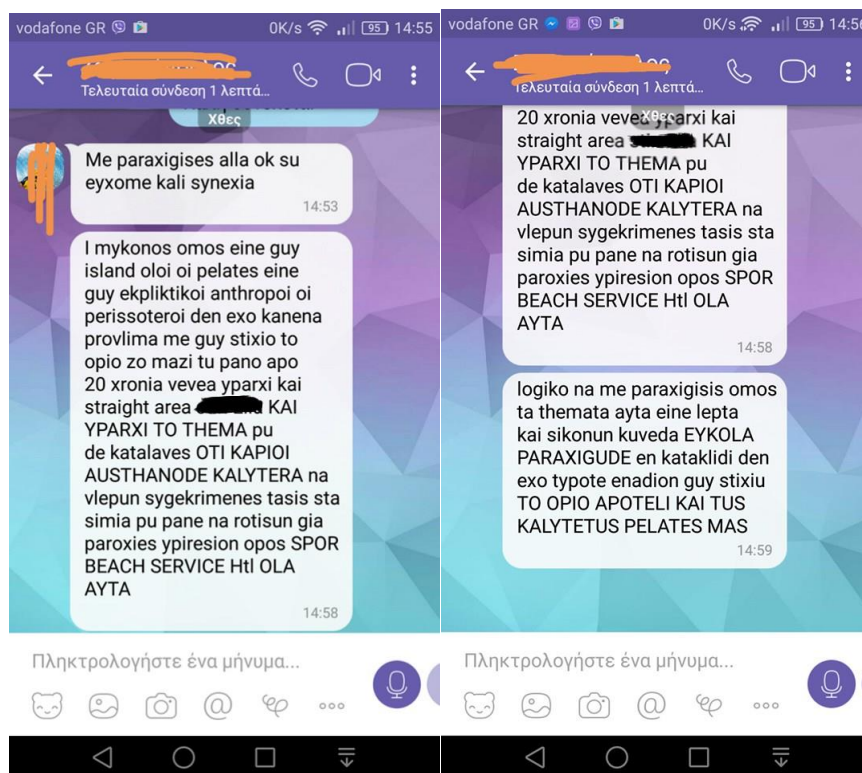 vodafone GR
0K/s
95
14:55
Τελευταία σύνδεση 1 λεπτά...
Χθες
Me paraxigises alla ok su
eyxome kali synexia
14:53
I mykonos omos eine guy
island oloi oi pelates eine
guy ekpliktikoi anthropoi oi
perissoteroi den exo kanena
provlima me guy stixio to
opio zo mazi tu pano apo
20 xronia vevea yparxi kai
straight area KAI
YPARXI TO THEMA pu
de katalaves OTI KAPIOI
AUSTHANODE KALYTERA na
vlepun sygekrimenes tasis sta
simia pu pane na rotisun gia
paroxies ypiresion opos SPOR
BEACH SERVICE Htl OLA
AYTA
14:58
Πληκτρολογήστε ένα μήνυμα...
vodafone GR
0K/s
95
14:56
Τελευταία σύνδεση 1 λεπτά...
Χθες
20 xronia vevea yparxi kai
straight area KAI
YPARXI TO THEMA pu
de katalaves OTI KAPIOI
AUSTHANODE KALYTERA na
vlepun sygekrimenes tasis sta
simia pu pane na rotisun gia
paroxies ypiresion opos SPOR
BEACH SERVICE Htl OLA
AYTA
14:58
logiko na me paraxigisis omos
ta themata ayta eine lepta
kai sikonun kuveda EYKOLA
PARAXIGUDE en kataklidi den
exo typote enadion guy stixiu
TO OPIO APOTELI KAI TUS
KALYTETUS PELATES MAS
14:59
Πληκτρολογήστε ένα μήνυμα...